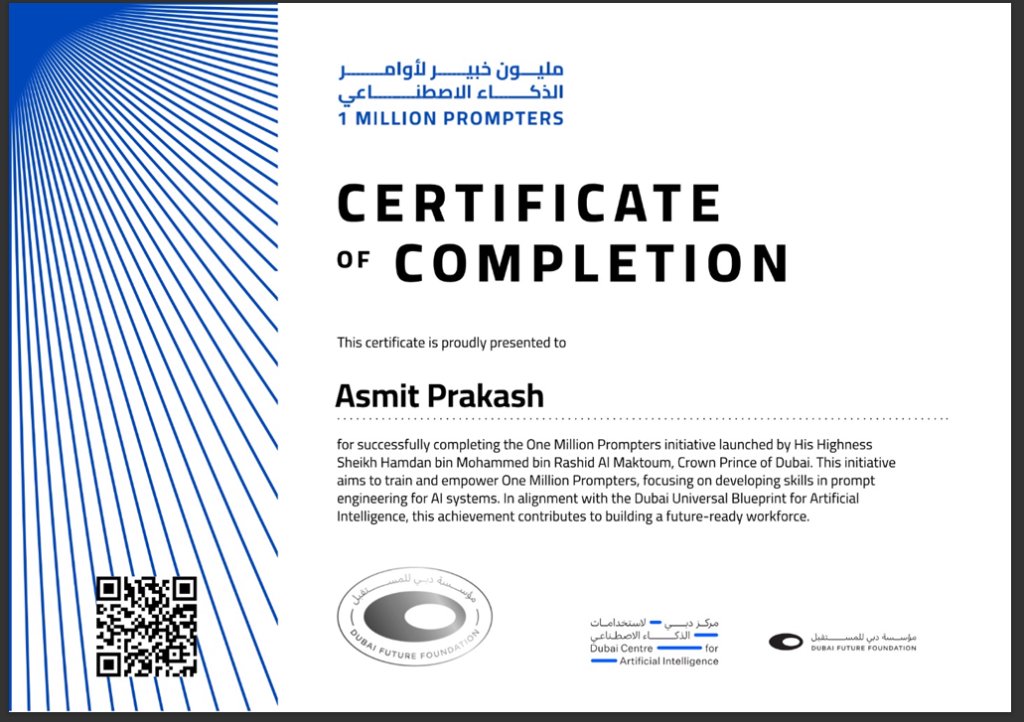 مليون خبير لأوامر
الذكاء الاصطناعي
1 MILLION PROMPTERS
CERTIFICATE
OF COMPLETION
This certificate is proudly presented to
Asmit Prakash
for successfully completing the One Million Prompters initiative launched by His Highness
Sheikh Hamdan bin Mohammed bin Rashid Al Maktoum, Crown Prince of Dubai. This initiative
aims to train and empower One Million Prompters, focusing on developing skills in prompt
engineering for AI systems. In alignment with the Dubai Universal Blueprint for Artificial
Intelligence, this achievement contributes to building a future-ready workforce.
مؤسسة دبي للمستقبل
DUBAI FUTURE FOUNDATION
مركز دبي لاستخدامات
الذكاء الاصطناعي
Dubai Centre for
Artificial Intelligence
مؤسسة دبي للمستقبل
DUBAI FUTURE FOUNDATION